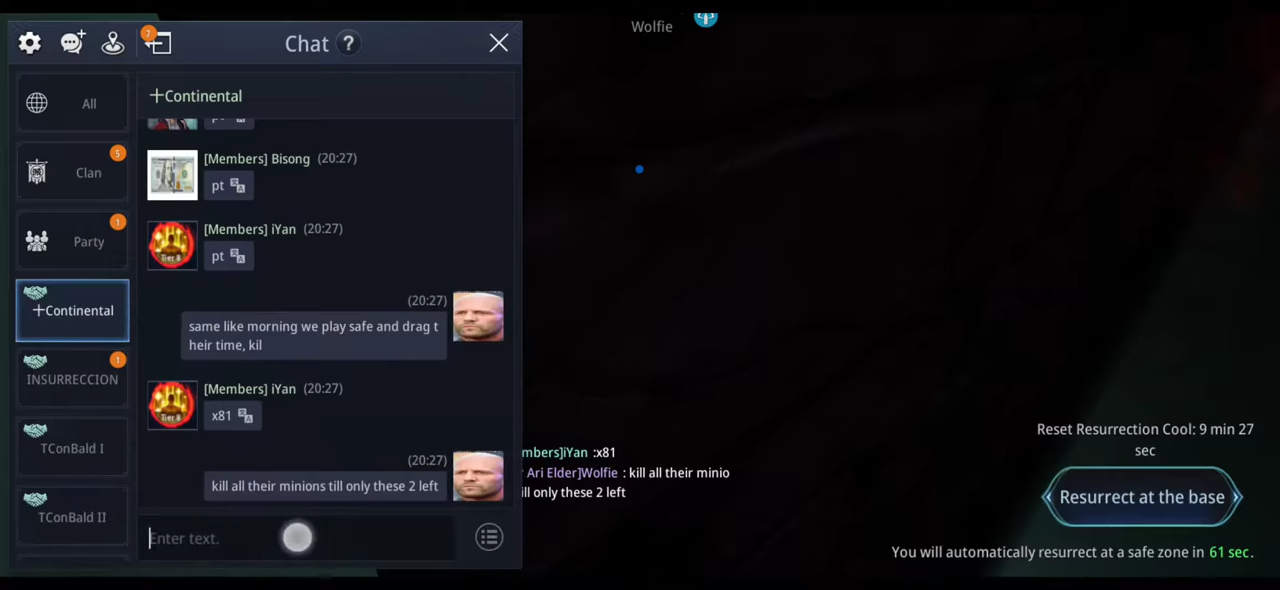 Wolfie
7
Chat ?
All
+Continental
[Members] Bisong (20:27)
5
Clan
pt
[Members] iYan (20:27)
1
Party
pt
(20:27)
+Continental
same like morning we play safe and drag t
heir time, kil
1
INSURRECCION
[Members] iYan (20:27)
x81
Reset Resurrection Cool: 9 min 27
sec
TConBald I
mbers]iYan :x81
(20:27)
Ari Elder]Wolfie : kill all their minio
kill all their minions till only these 2 left
ill only these 2 left
Resurrect at the base
TConBald II
Enter text.
You will automatically resurrect at a safe zone in 61 sec.